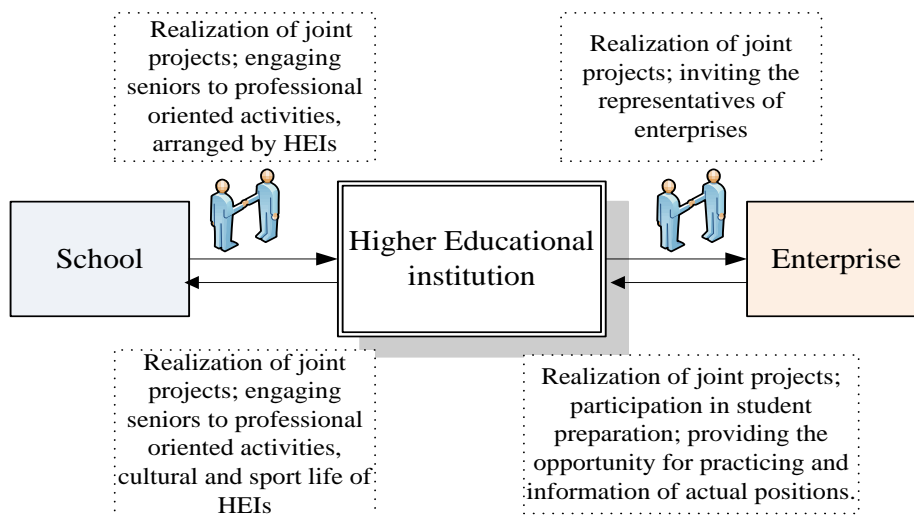 Realization of joint
projects; engaging
seniors to professional
oriented activities,
arranged by HEIs
Realization of joint
projects; inviting the
representatives of
enterprises
School
Higher Educational
institution
Enterprise
Realization of joint
projects; engaging
seniors to professional
oriented activities,
cultural and sport life of
HEIs
Realization of joint projects;
participation in student
preparation; providing the
opportunity for practicing and
information of actual positions.